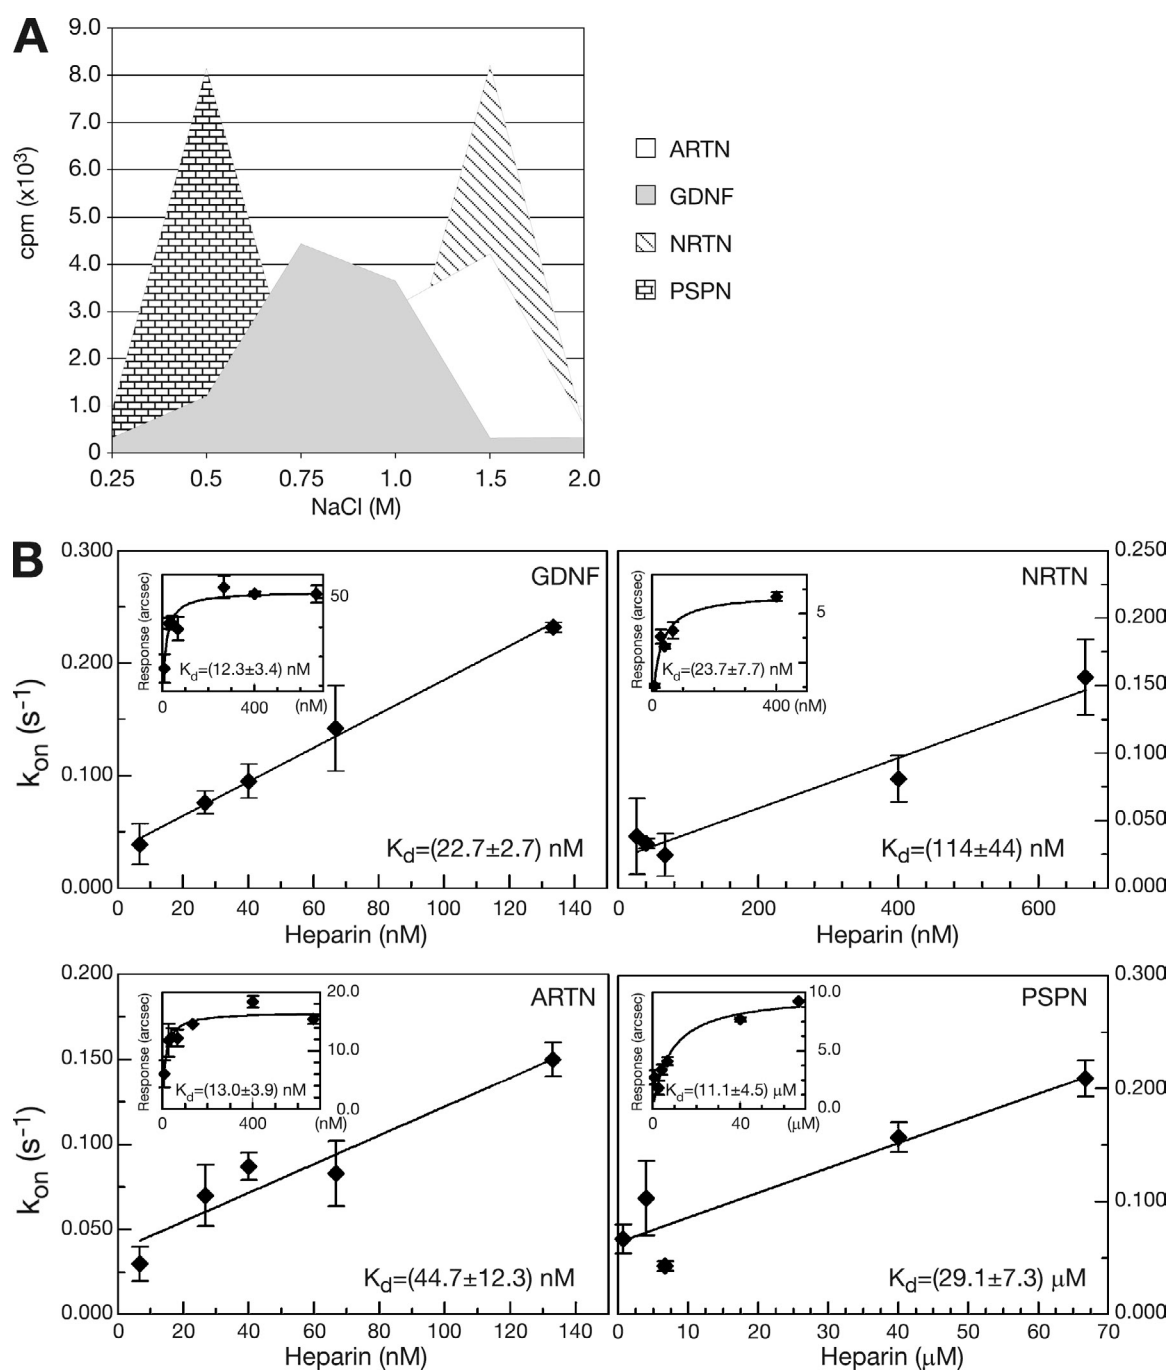 A
9.0
8.0
7.0
6.0
5.0
4.0
3.0
2.0
1.0
0
cpm (x10³)
0.25 0.5 0.75 1.0 1.5 2.0
NaCl (M)
ARTN
GDNF
NRTN
PSPN
B
0.300
0.200
0.100
0.000
kon (s⁻¹)
GDNF
Response (arcsec)
50
Kd=(12.3±3.4) nM
0 400 (nM)
Kd=(22.7±2.7) nM
0 20 40 60 80 100 120 140
Heparin (nM)
NRTN
Response (arcsec)
5
Kd=(23.7±7.7) nM
0 400 (nM)
Kd=(114±44) nM
0.250
0.200
0.150
0.100
0.050
0.000
0 200 400 600
Heparin (nM)
0.200
0.150
0.100
0.050
0.000
kon (s⁻¹)
ARTN
Response (arcsec)
20.0
10.0
0.0
Kd=(13.0±3.9) nM
0 400 (nM)
Kd=(44.7±12.3) nM
0 20 40 60 80 100 120 140
Heparin (nM)
PSPN
Response (arcsec)
10.0
5.0
0.0
Kd=(11.1±4.5) μM
0 40 (μM)
Kd=(29.1±7.3) μM
0.300
0.200
0.100
0.000
0 10 20 30 40 50 60 70
Heparin (μM)